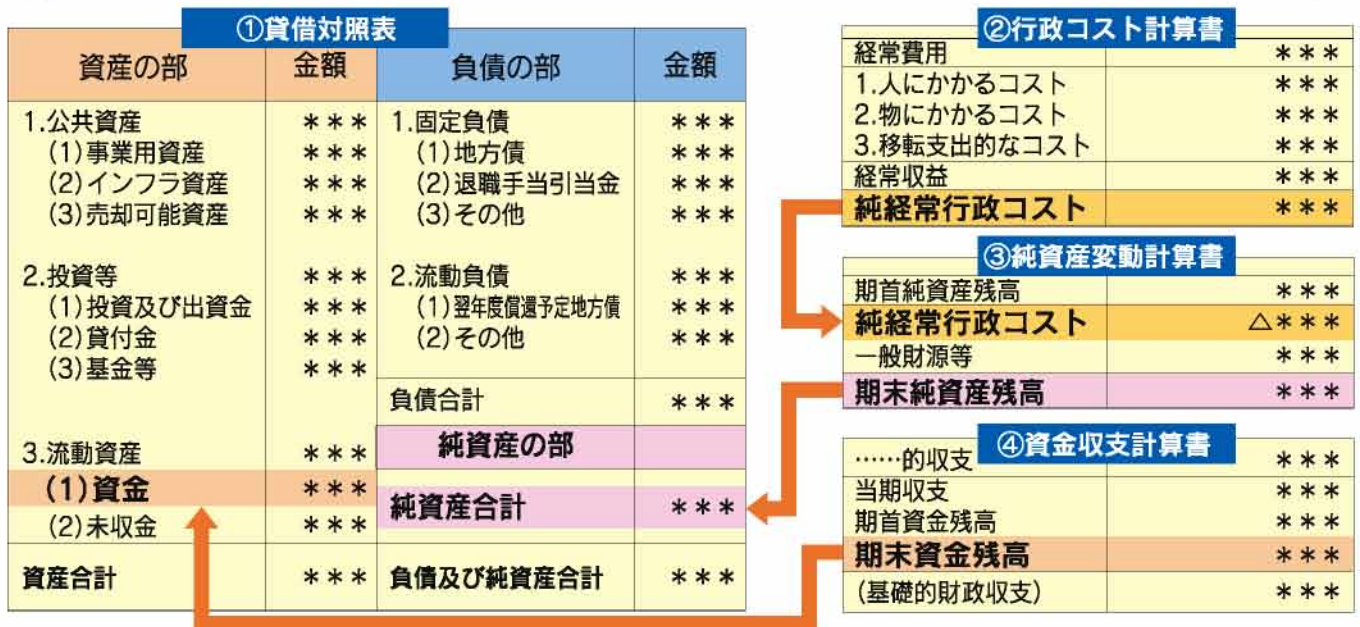 ①貸借対照表
資産の部 金額 負債の部 金額
1.公共資産 *** 1.固定負債 ***
(1)事業用資産 *** (1)地方債 ***
(2)インフラ資産 *** (2)退職手当引当金 ***
(3)売却可能資産 *** (3)その他 ***
2.投資等 *** 2.流動負債 ***
(1)投資及び出資金 *** (1)翌年度償還予定地方債 ***
(2)貸付金 *** (2)その他 ***
(3)基金等 ***
負債合計 ***
純資産の部
3.流動資産 ***
(1)資金 ***
純資産合計 ***
(2)未収金 ***
資産合計 *** 負債及び純資産合計 ***
②行政コスト計算書
経常費用 ***
1.人にかかるコスト ***
2.物にかかるコスト ***
3.移転支出的なコスト ***
経常収益 ***
純経常行政コスト ***
③純資産変動計算書
期首純資産残高 ***
純経常行政コスト △***
一般財源等 ***
期末純資産残高 ***
④資金収支計算書
……的収支 ***
当期収支 ***
期首資金残高 ***
期末資金残高 ***
(基礎的財政収支) ***